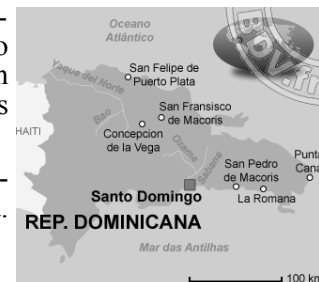 Oceano
Atlântico
Yaque del Norte
San Felipe de
Puerto Plata
San Fransisco
de Macoris
HAITI
Bao
Concepcion
de la Vega
Ozama
Sabana
San Pedro
de Macoris
Punta
Cana
Santo Domingo
La Romana
REP. DOMINICANA
Mar das Antilhas
100 km